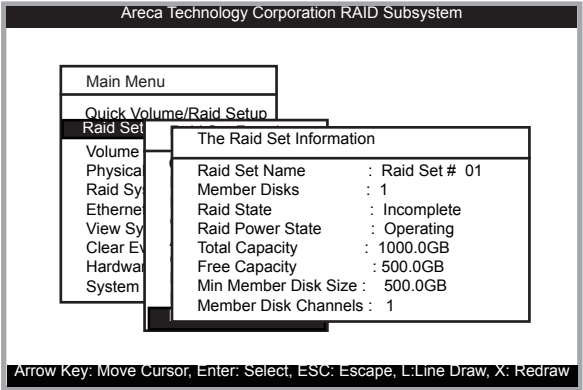 Areca Technology Corporation RAID Subsystem
Main Menu
Quick Volume/Raid Setup
Raid Set
Volume
Physica
Raid Sy
Etherne
View Sy
Clear Ev
Hardwa
System
The Raid Set Information
Raid Set Name : Raid Set # 01
Member Disks : 1
Raid State : Incomplete
Raid Power State : Operating
Total Capacity : 1000.0GB
Free Capacity : 500.0GB
Min Member Disk Size : 500.0GB
Member Disk Channels : 1
Arrow Key: Move Cursor, Enter: Select, ESC: Escape, L:Line Draw, X: Redraw